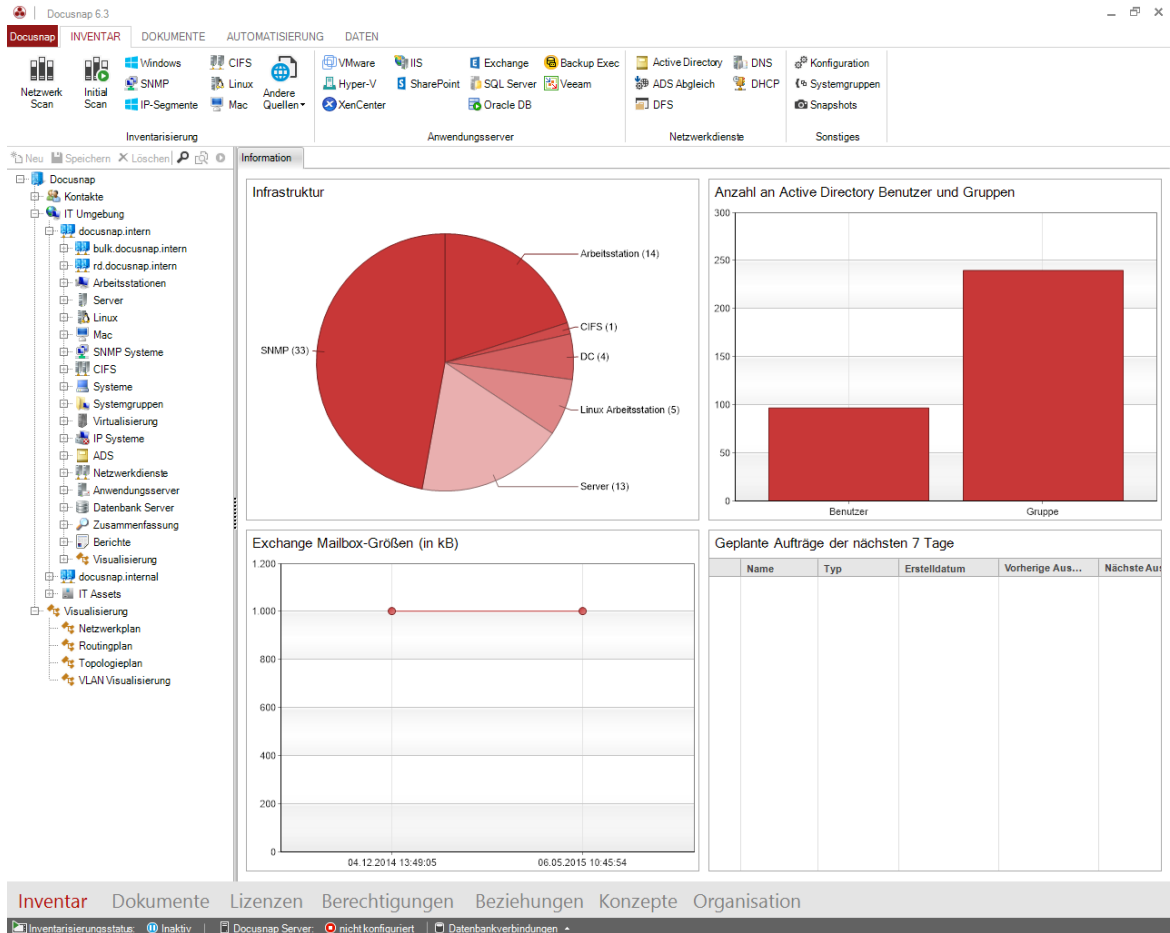 Docusnap 6.3
Docusnap INVENTAR DOKUMENTE AUTOMATISIERUNG DATEN
Netzwerk Scan
Initial Scan
Windows
SNMP
IP-Segmente
CIFS
Linux
Mac
Andere Quellen
Inventarisierung
VMware
Hyper-V
XenCenter
IIS
SharePoint
Exchange
SQL Server
Oracle DB
Backup Exec
Veeam
Anwendungsserver
Active Directory
ADS Abgleich
DFS
DNS
DHCP
Netzwerkdienste
Konfiguration
Systemgruppen
Snapshots
Sonstiges
Neu Speichern Löschen
Docusnap
Kontakte
IT Umgebung
docusnap.intern
bulk.docusnap.intern
rd.docusnap.intern
Arbeitsstationen
Server
Linux
Mac
SNMP Systeme
CIFS
Systeme
Systemgruppen
Virtualisierung
IP Systeme
ADS
Netzwerkdienste
Anwendungsserver
Datenbank Server
Zusammenfassung
Berichte
Visualisierung
docusnap.internal
IT Assets
Visualisierung
Netzwerkplan
Routingplan
Topologieplan
VLAN Visualisierung
Information
Infrastruktur
Arbeitsstation (14)
CIFS (1)
DC (4)
Linux Arbeitsstation (5)
Server (13)
SNMP (33)
Anzahl an Active Directory Benutzer und Gruppen
300
250
200
150
100
50
0
Benutzer Gruppe
Exchange Mailbox-Größen (in kB)
1.200
1.000
800
600
400
200
0
04.12.2014 13:49:05 06.05.2015 10:45:54
Geplante Aufträge der nächsten 7 Tage
Name Typ Erstelldatum Vorherige Aus... Nächste Aus
Inventar Dokumente Lizenzen Berechtigungen Beziehungen Konzepte Organisation
Inventarisierungsstatus: Inaktiv Docusnap Server: nicht konfiguriert Datenbankverbindungen